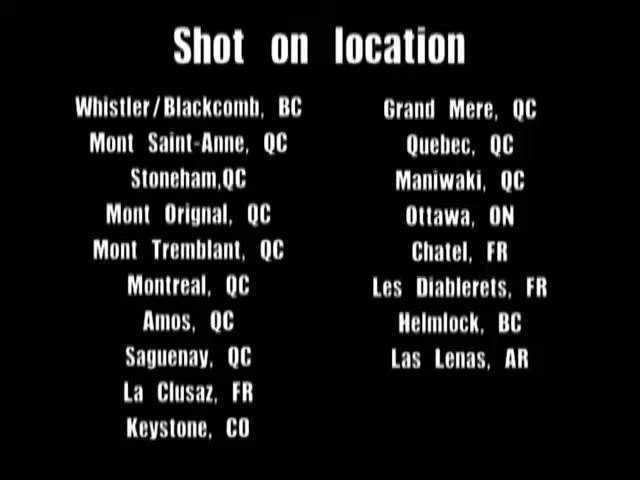 Shot on location
Whistler/Blackcomb, BC
Mont Saint-Anne, QC
Stoneham,QC
Mont Orignal, QC
Mont Tremblant, QC
Montreal, QC
Amos, QC
Saguenay, QC
La Clusaz, FR
Keystone, CO
Grand Mere, QC
Quebec, QC
Maniwaki, QC
Ottawa, ON
Chatel, FR
Les Diablerets, FR
Helmlock, BC
Las Lenas, AR